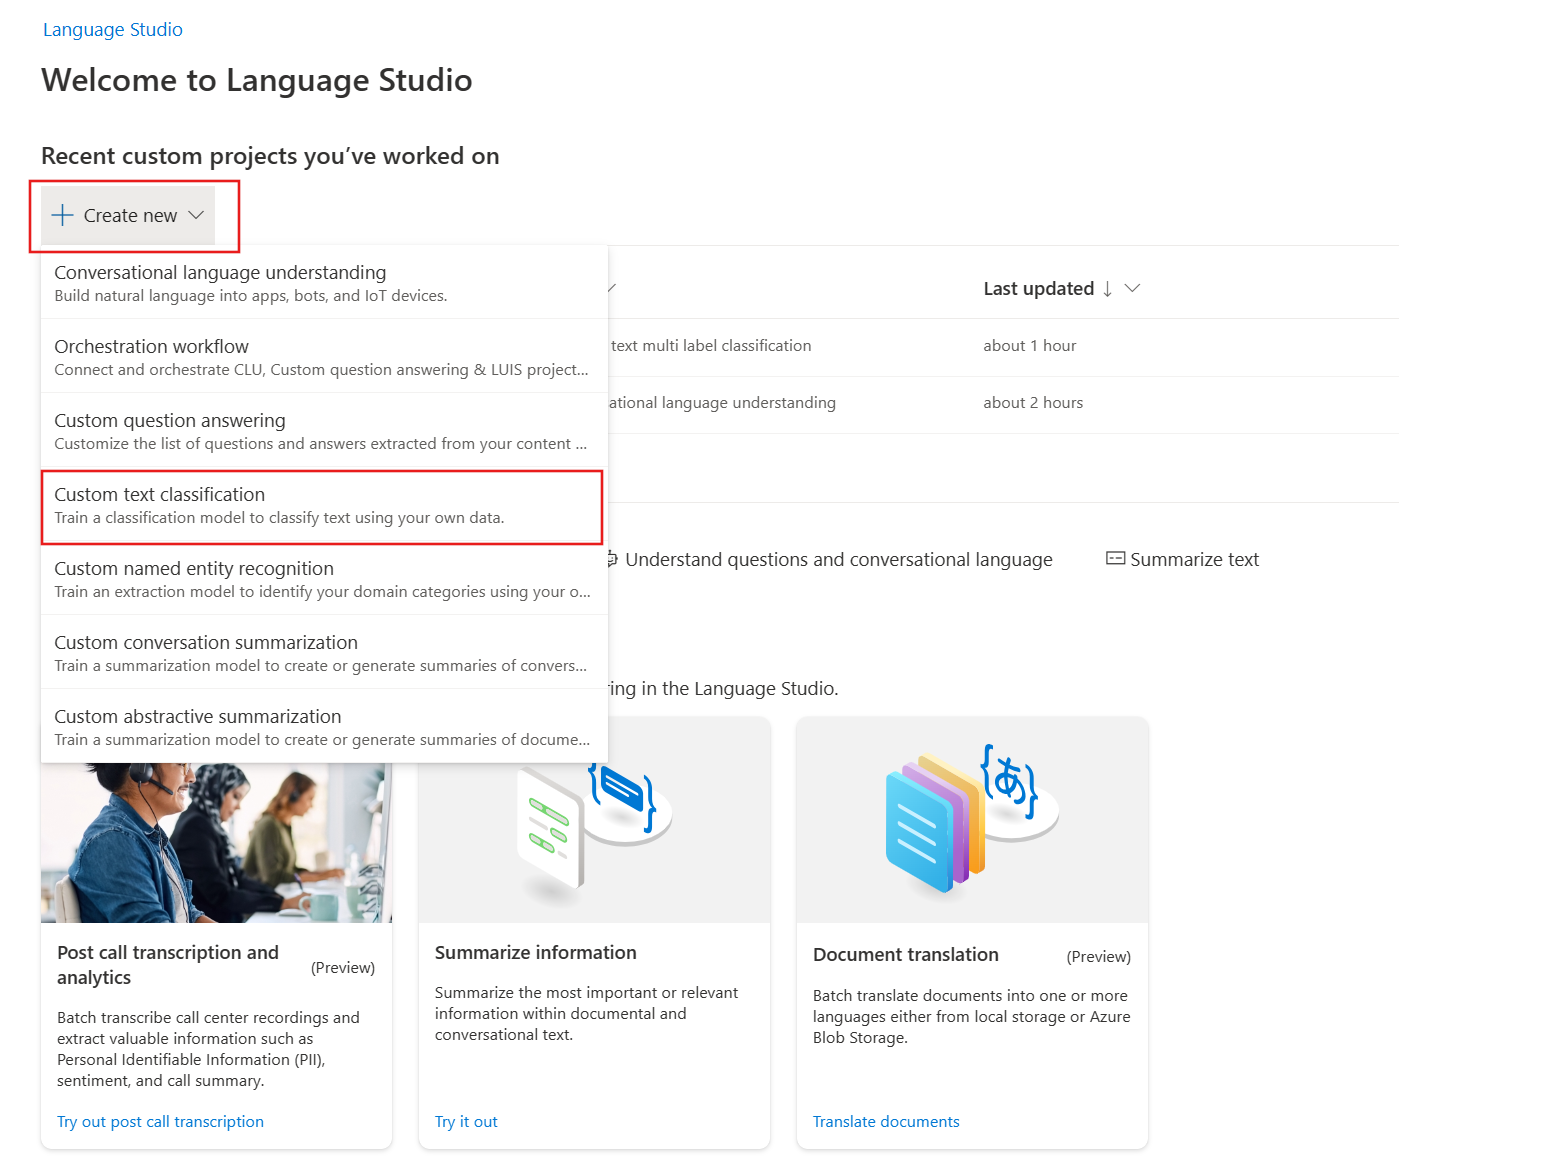 Language Studio
Welcome to Language Studio
Recent custom projects you’ve worked on
Create new
Conversational language understanding
Build natural language into apps, bots, and IoT devices.
Orchestration workflow
Connect and orchestrate CLU, Custom question answering & LUIS project...
Custom question answering
Customize the list of questions and answers extracted from your content ...
Custom text classification
Train a classification model to classify text using your own data.
Custom named entity recognition
Train an extraction model to identify your domain categories using your o...
Custom conversation summarization
Train a summarization model to create or generate summaries of convers...
Custom abstractive summarization
Train a summarization model to create or generate summaries of docume...
Last updated
text multi label classification
about 1 hour
ational language understanding
about 2 hours
Understand questions and conversational language
Summarize text
ring in the Language Studio.
Post call transcription and
analytics
(Preview)
Batch transcribe call center recordings and
extract valuable information such as
Personal Identifiable Information (PII),
sentiment, and call summary.
Try out post call transcription
Summarize information
Summarize the most important or relevant
information within documental and
conversational text.
Try it out
{あ}
Document translation
(Preview)
Batch translate documents into one or more
languages either from local storage or Azure
Blob Storage.
Translate documents